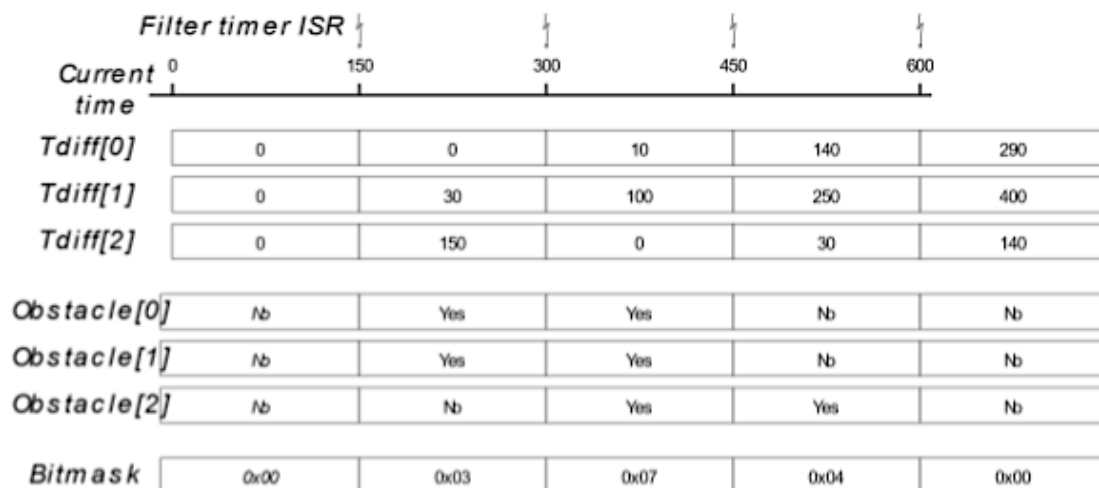 Filter timer ISR
Current time
0 150 300 450 600
Tdiff[0] 0 0 10 140 290
Tdiff[1] 0 30 100 250 400
Tdiff[2] 0 150 0 30 140
Obstacle[0] No Yes Yes No No
Obstacle[1] No Yes Yes No No
Obstacle[2] No No Yes Yes No
Bitmask 0x00 0x03 0x07 0x04 0x00